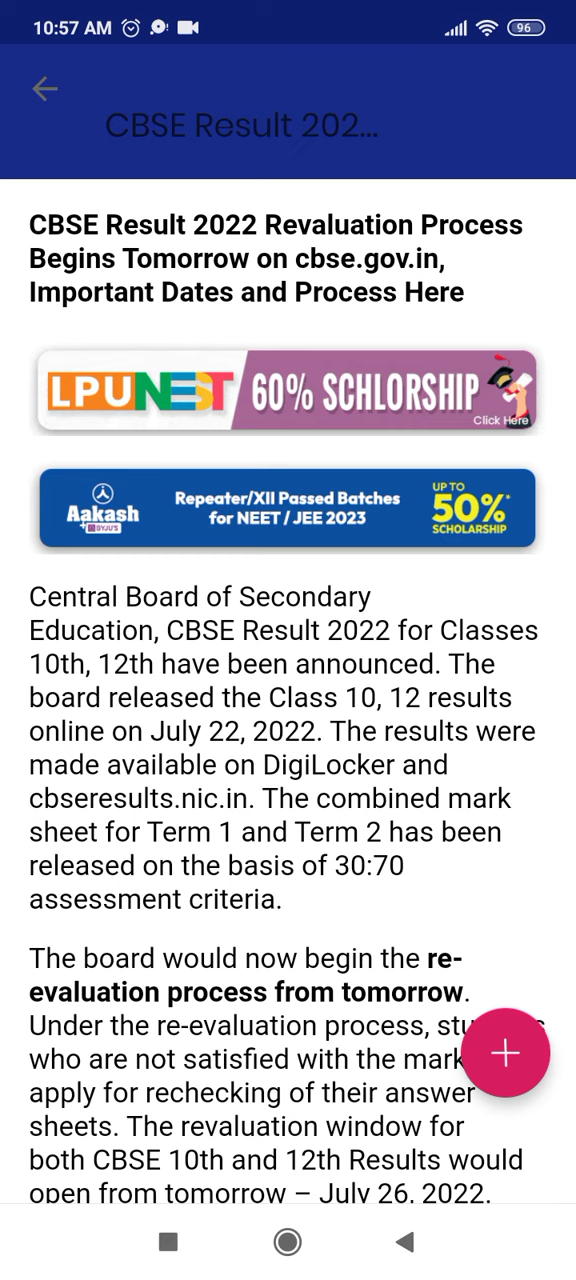 10:57 AM
96
CBSE Result 202...
CBSE Result 2022 Revaluation Process
Begins Tomorrow on cbse.gov.in,
Important Dates and Process Here
LPUNEST 60% SCHLORSHIP
Click Here
Aakash
+BYJU'S
Repeater/XII Passed Batches
for NEET / JEE 2023
UP TO
50%*
SCHOLARSHIP
Central Board of Secondary
Education, CBSE Result 2022 for Classes
10th, 12th have been announced. The
board released the Class 10, 12 results
online on July 22, 2022. The results were
made available on DigiLocker and
cbseresults.nic.in. The combined mark
sheet for Term 1 and Term 2 has been
released on the basis of 30:70
assessment criteria.
The board would now begin the re-
evaluation process from tomorrow.
Under the re-evaluation process,
who are not satisfied with the
apply for rechecking of their answer
sheets. The revaluation window for
both CBSE 10th and 12th Results would
open from tomorrow – July 26, 2022.